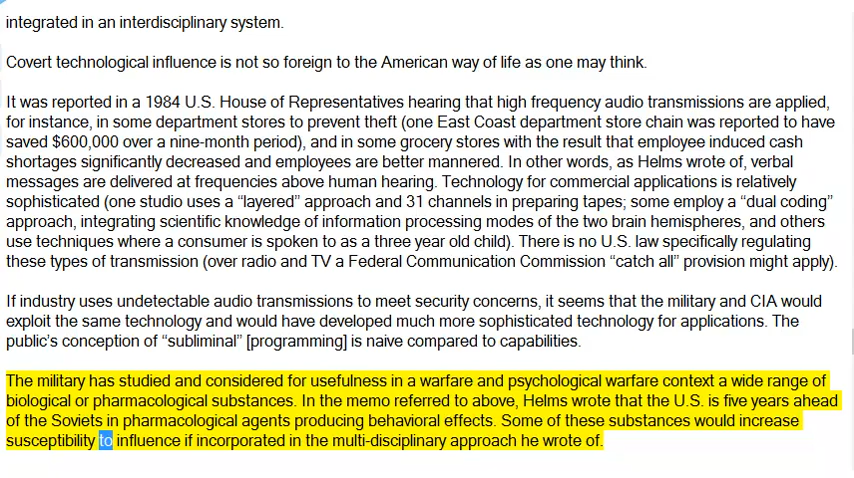 integrated in an interdisciplinary system.
Covert technological influence is not so foreign to the American way of life as one may think.
It was reported in a 1984 U.S. House of Representatives hearing that high frequency audio transmissions are applied,
for instance, in some department stores to prevent theft (one East Coast department store chain was reported to have
saved $600,000 over a nine-month period), and in some grocery stores with the result that employee induced cash
shortages significantly decreased and employees are better mannered. In other words, as Helms wrote of, verbal
messages are delivered at frequencies above human hearing. Technology for commercial applications is relatively
sophisticated (one studio uses a “layered” approach and 31 channels in preparing tapes; some employ a “dual coding”
approach, integrating scientific knowledge of information processing modes of the two brain hemispheres, and others
use techniques where a consumer is spoken to as a three year old child). There is no U.S. law specifically regulating
these types of transmission (over radio and TV a Federal Communication Commission “catch all” provision might apply).
If industry uses undetectable audio transmissions to meet security concerns, it seems that the military and CIA would
exploit the same technology and would have developed much more sophisticated technology for applications. The
public’s conception of “subliminal” [programming] is naive compared to capabilities.
The military has studied and considered for usefulness in a warfare and psychological warfare context a wide range of
biological or pharmacological substances. In the memo referred to above, Helms wrote that the U.S. is five years ahead
of the Soviets in pharmacological agents producing behavioral effects. Some of these substances would increase
susceptibility to influence if incorporated in the multi-disciplinary approach he wrote of.